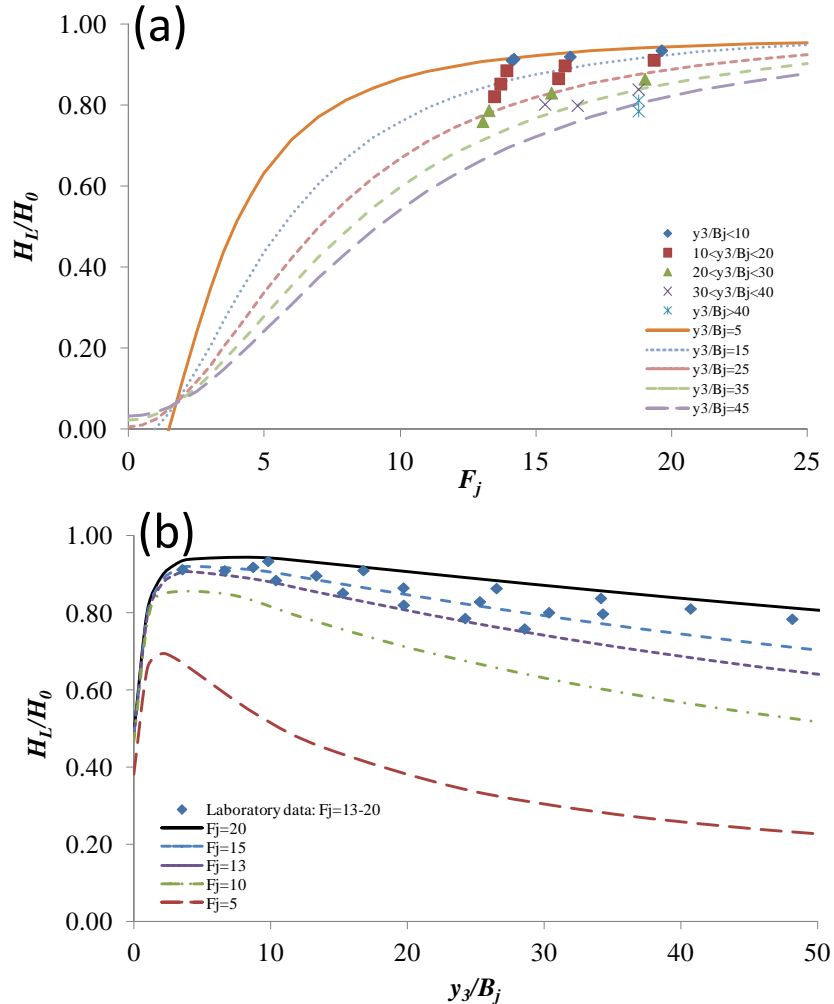 (a)
1.00
0.80
0.60
0.40
0.20
0.00
H_L/H_0
0 5 10 15 20 25
F_j
y3/Bj<10
10<y3/Bj<20
20<y3/Bj<30
30<y3/Bj<40
y3/Bj>40
y3/Bj=5
y3/Bj=15
y3/Bj=25
y3/Bj=35
y3/Bj=45
(b)
1.00
0.80
0.60
0.40
0.20
0.00
H_L/H_0
Laboratory data: Fj=13-20
Fj=20
Fj=15
Fj=13
Fj=10
Fj=5
0 10 20 30 40 50
y_3/B_j